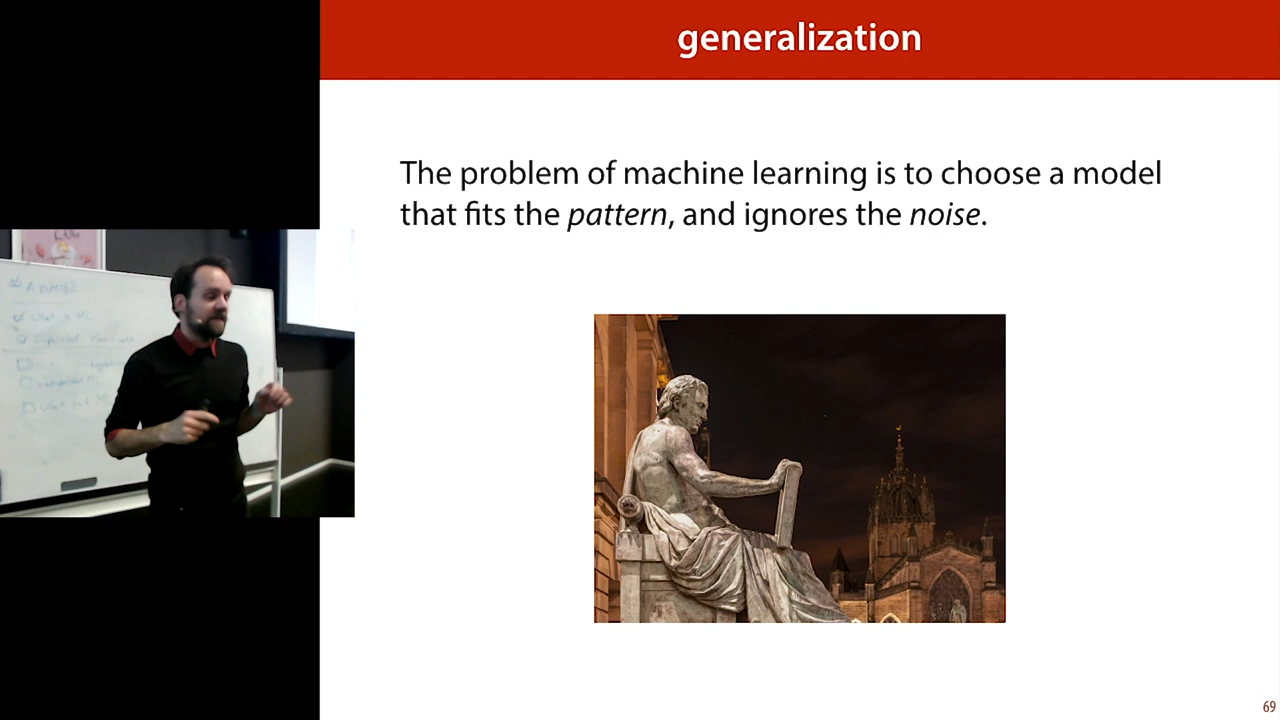 generalization
The problem of machine learning is to choose a model
that fits the pattern, and ignores the noise.
69